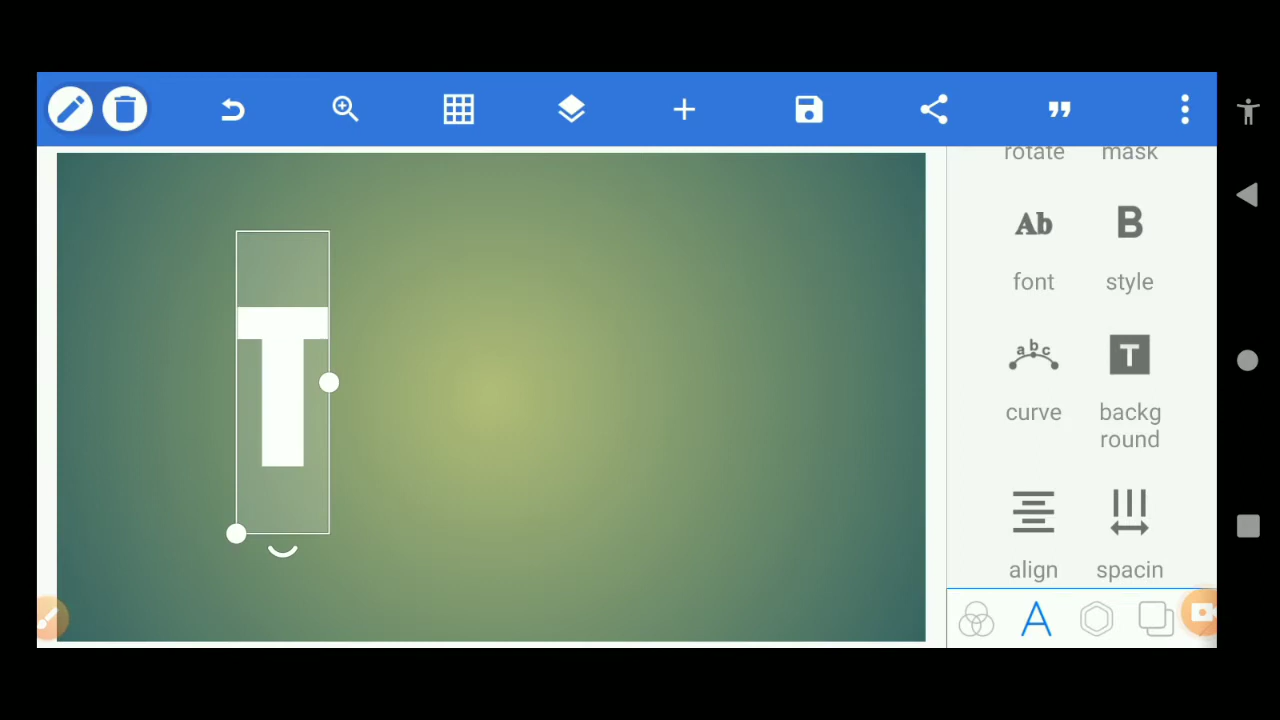 rotate mask
T
Ab B
font style
abc T
curve backg
round
align spacin
A